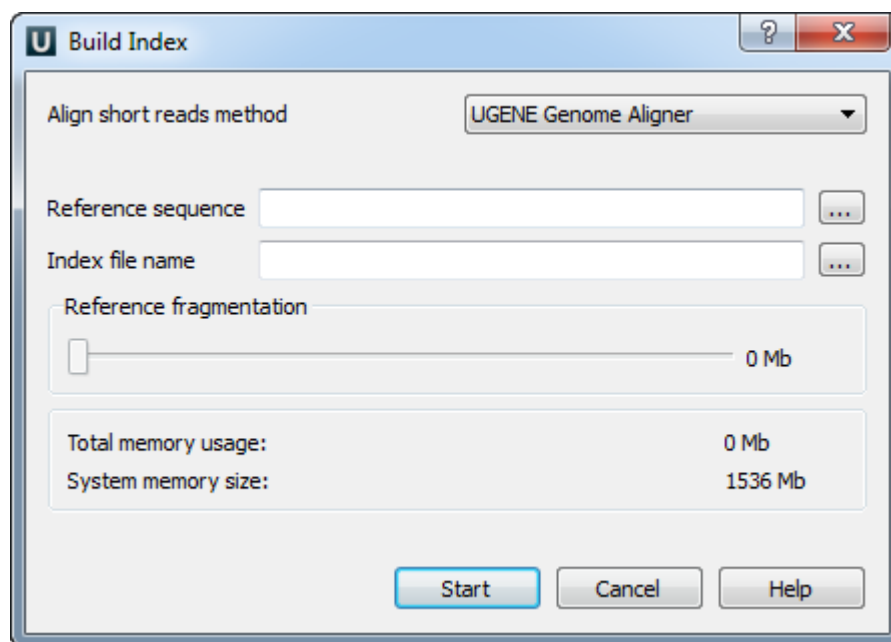 U Build Index
Align short reads method UGENE Genome Aligner
Reference sequence ...
Index file name ...
Reference fragmentation
0 Mb
Total memory usage: 0 Mb
System memory size: 1536 Mb
Start Cancel Help